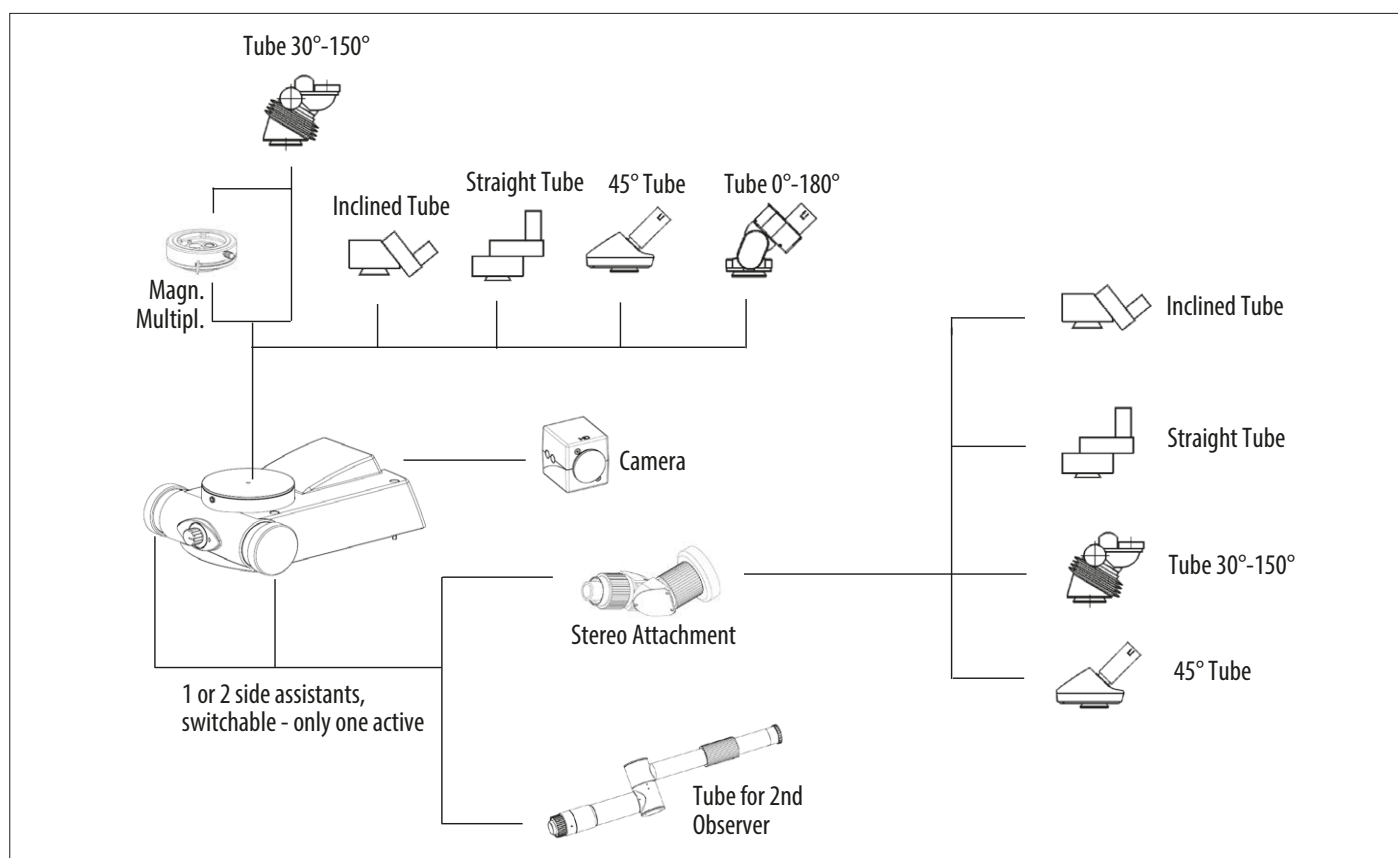 Tube 30°-150°
Straight Tube
45° Tube
Tube 0°-180°
Inclined Tube
Magn.
Multipl.
Inclined Tube
Straight Tube
HD
Camera
Tube 30°-150°
Stereo Attachment
45° Tube
1 or 2 side assistants,
switchable - only one active
Tube for 2nd
Observer